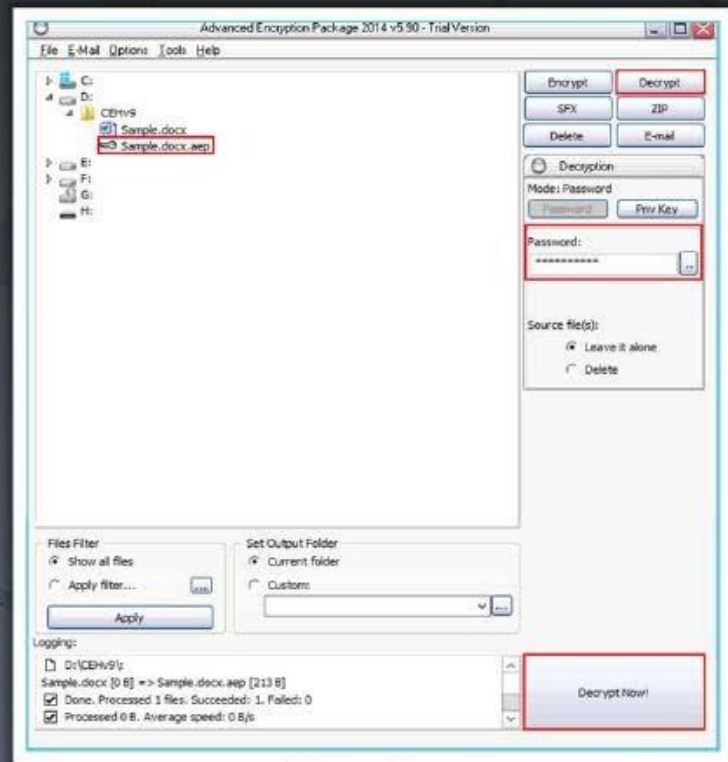 Advanced Encryption Package 2014 v5.90 - Trial Version
File E-Mail Options Tools Help
C:
D:
CEHv9
Sample.docx
Sample.docx.aep
E:
F:
G:
H:
Encrypt Decrypt
SFX ZIP
Delete E-mail
Decryption
Mode: Password
Password Priv Key
Password:
**********
Source file(s):
Leave it alone
Delete
Files Filter
Show all files
Apply filter... ...
Apply
Set Output Folder
Current folder
Custom:
...
Logging:
D:\CEHv9\:
Sample.docx [0 B] => Sample.docx.aep [213 B]
Done. Processed 1 files. Succeeded: 1. Failed: 0
Processed 0 B. Average speed: 0 B/s
Decrypt Now!